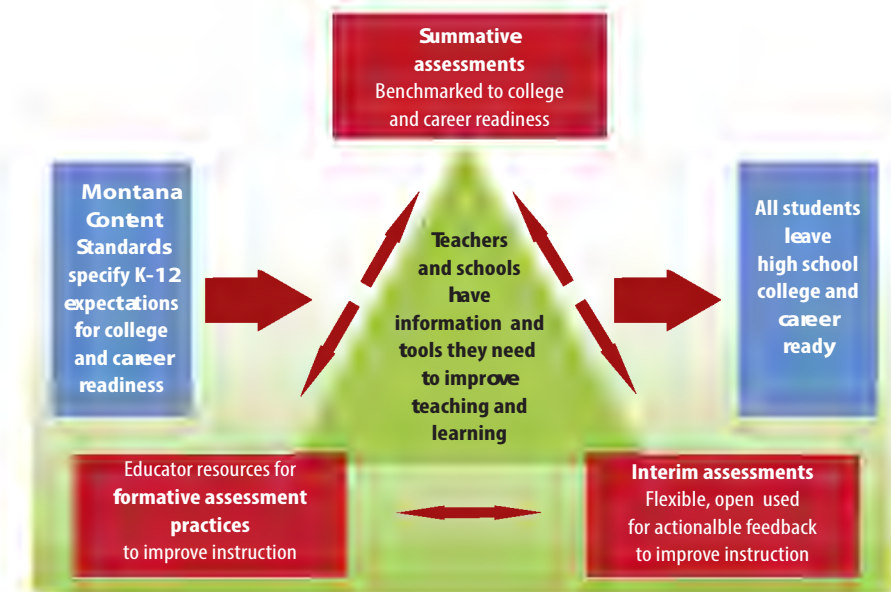 Summative
assessments
Benchmarked to college
and career readiness
Montana
Content
Standards
specify K-12
expectations
for college
and career
readiness
Teachers
and schools
have
information and
tools they need
to improve
teaching and
learning
All students
leave
high school
college and
career
ready
Educator resources for
formative assessment
practices
to improve instruction
Interim assessments
Flexible, open used
for actionalble feedback
to improve instruction